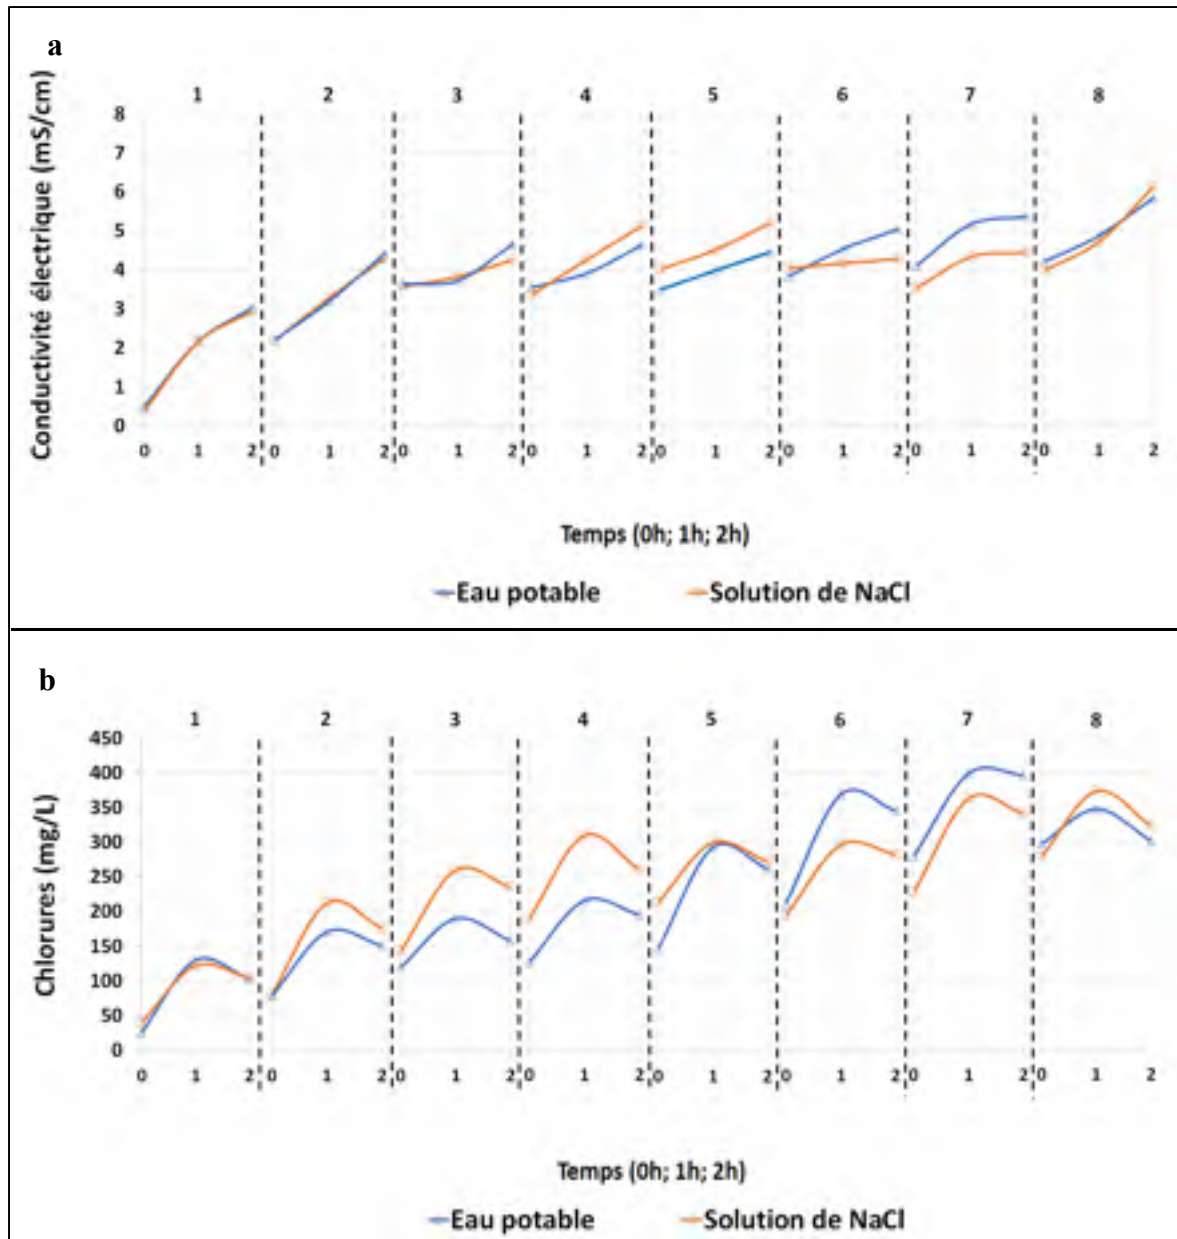 a
1 2 3 4 5 6 7 8
Conductivité électrique (mS/cm)
8
7
6
5
4
3
2
1
0
0 1 2 0 1 2 0 1 2 0 1 2 0 1 2 0 1 2 0 1 2 0 1 2
Temps (0h; 1h; 2h)
Eau potable Solution de NaCl
b
1 2 3 4 5 6 7 8
Chlorures (mg/L)
450
400
350
300
250
200
150
100
50
0
0 1 2 0 1 2 0 1 2 0 1 2 0 1 2 0 1 2 0 1 2 0 1 2
Temps (0h; 1h; 2h)
Eau potable Solution de NaCl